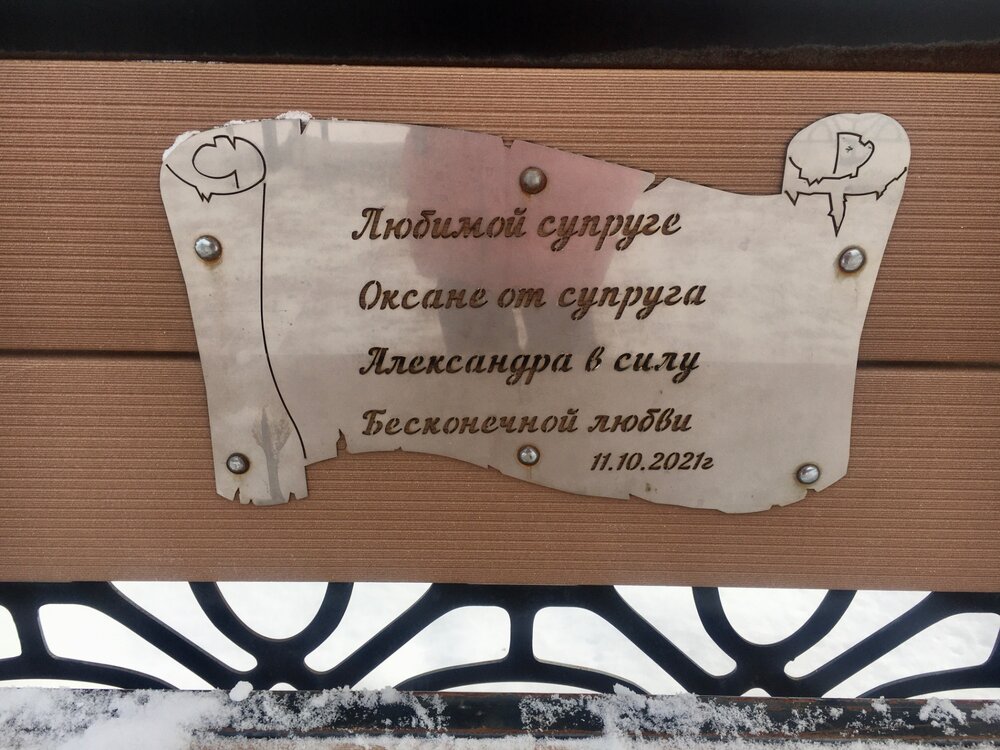 Любимой супруге
Оксане от супруга
Александра в силу
Бесконечной любви
11.10.2021г